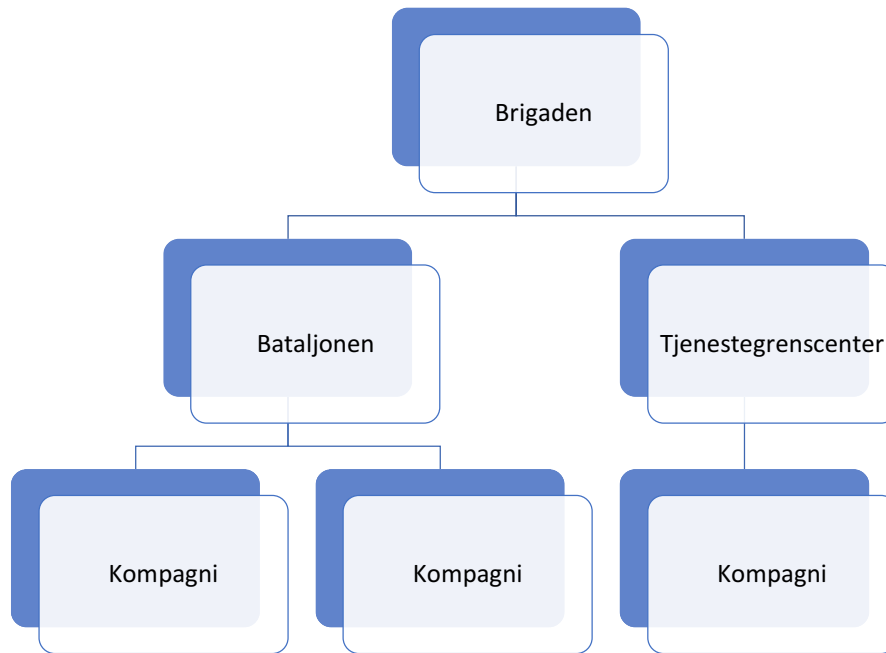 Brigaden
Bataljonen
Tjenestegrenscenter
Kompagni
Kompagni
Kompagni